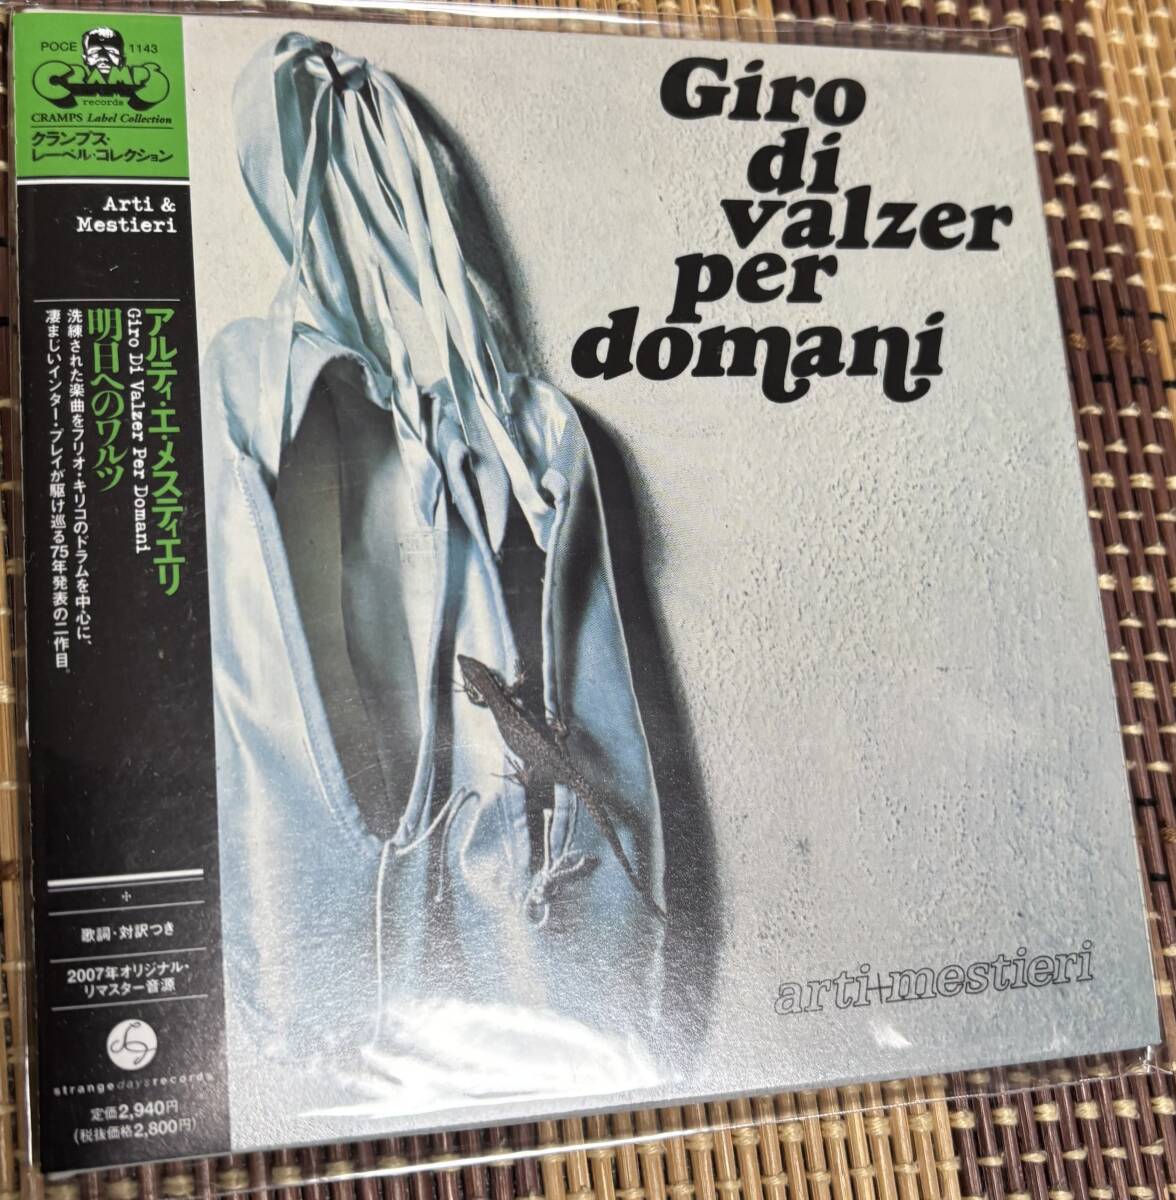 POCE 1143
CRAMPS
records
CRAMPS Label Collection
クランプス・
レーベル・コレクション
Arti &
Mestieri
アルティ・エ・メスティエリ
Giro Di Valzer Per Domani
明日へのワルツ
洗練された楽曲をフリオ・キリコのドラムを中心に、
凄まじいインター・プレイが駆け巡る75年発表の二作目。
歌詞・対訳つき
2007年オリジナル・
リマスター音源
strangedaysrecords
定価2,940円
(税抜価格2,800円)
Giro
di
valzer
per
domani
arti+mestieri